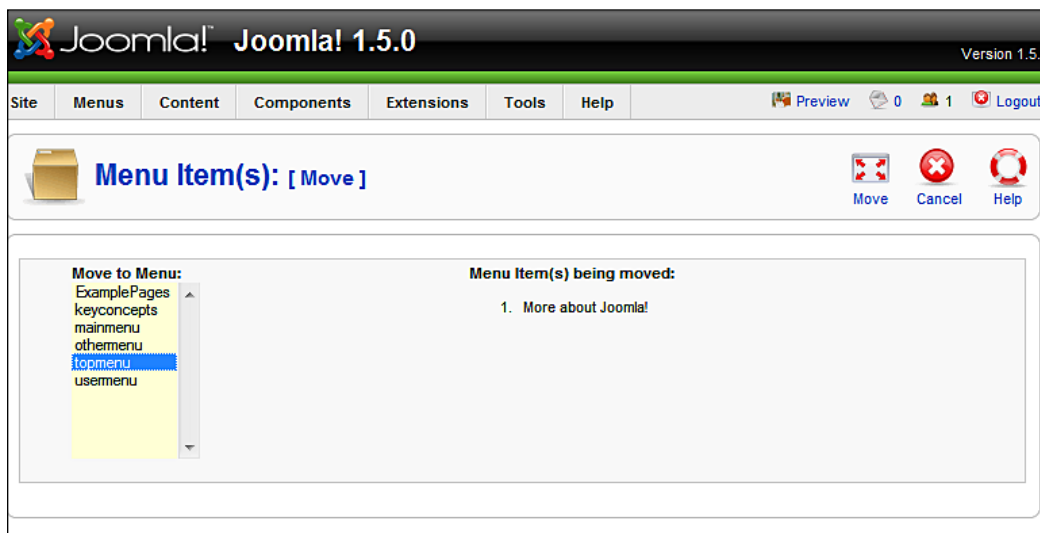 Joomla!™ Joomla! 1.5.0
Version 1.5.
Site Menus Content Components Extensions Tools Help Preview 0 1 Logout
Menu Item(s): [ Move ]
Move Cancel Help
Move to Menu: Menu Item(s) being moved:
ExamplePages
1. More about Joomla!
keyconcepts
mainmenu
othermenu
topmenu
usermenu